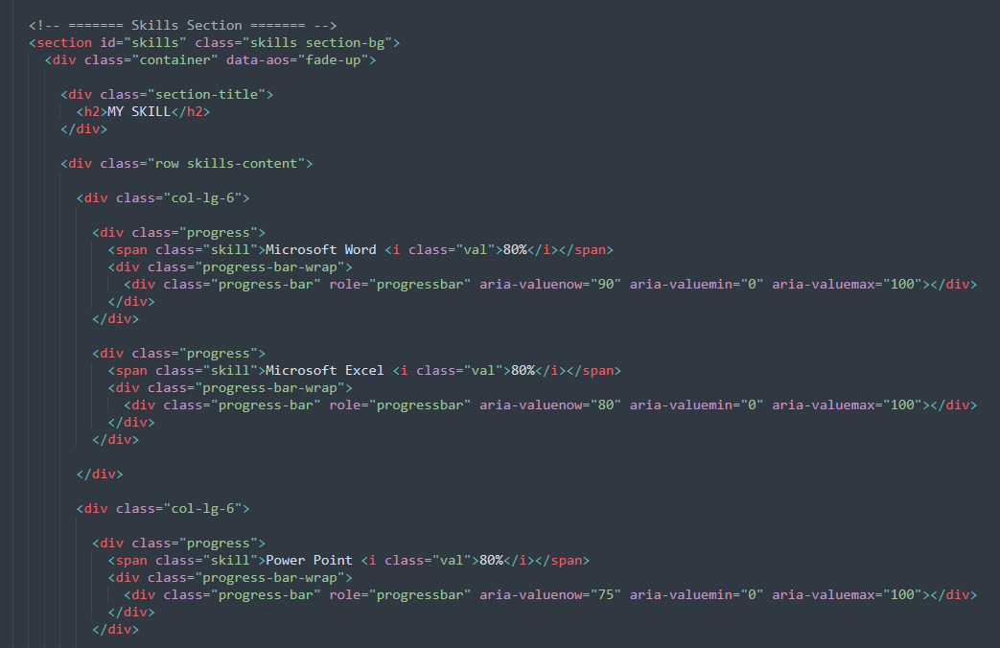 <!-- ======= Skills Section ======= -->
<section id="skills" class="skills section-bg">
<div class="container" data-aos="fade-up">
<div class="section-title">
<h2>MY SKILL</h2>
</div>
<div class="row skills-content">
<div class="col-lg-6">
<div class="progress">
<span class="skill">Microsoft Word <i class="val">80%</i></span>
<div class="progress-bar-wrap">
<div class="progress-bar" role="progressbar" aria-valuenow="90" aria-valuemin="0" aria-valuemax="100"></div>
</div>
</div>
<div class="progress">
<span class="skill">Microsoft Excel <i class="val">80%</i></span>
<div class="progress-bar-wrap">
<div class="progress-bar" role="progressbar" aria-valuenow="80" aria-valuemin="0" aria-valuemax="100"></div>
</div>
</div>
</div>
<div class="col-lg-6">
<div class="progress">
<span class="skill">Power Point <i class="val">80%</i></span>
<div class="progress-bar-wrap">
<div class="progress-bar" role="progressbar" aria-valuenow="75" aria-valuemin="0" aria-valuemax="100"></div>
</div>
</div>